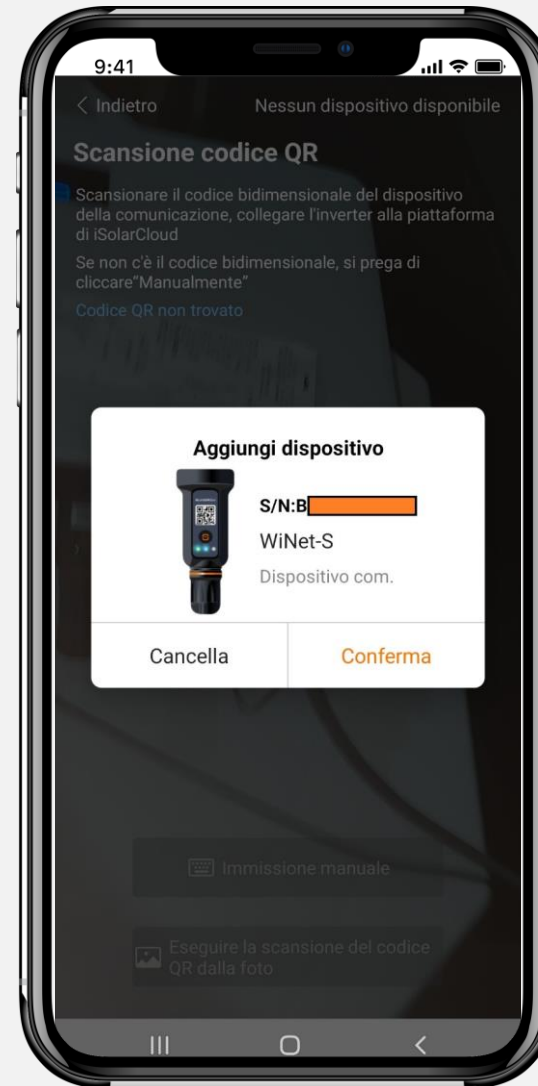 9:41
Indietro Nessun dispositivo disponibile
Scansione codice QR
Scansionare il codice bidimensionale del dispositivo
della comunicazione, collegare l'inverter alla piattaforma
di iSolarCloud
Se non c'è il codice bidimensionale, si prega di
cliccare“Manualmente”
Codice QR non trovato
Aggiungi dispositivo
S/N:B
WiNet-S
Dispositivo com.
Cancella Conferma
Immissione manuale
Eseguire la scansione del codice
QR dalla foto